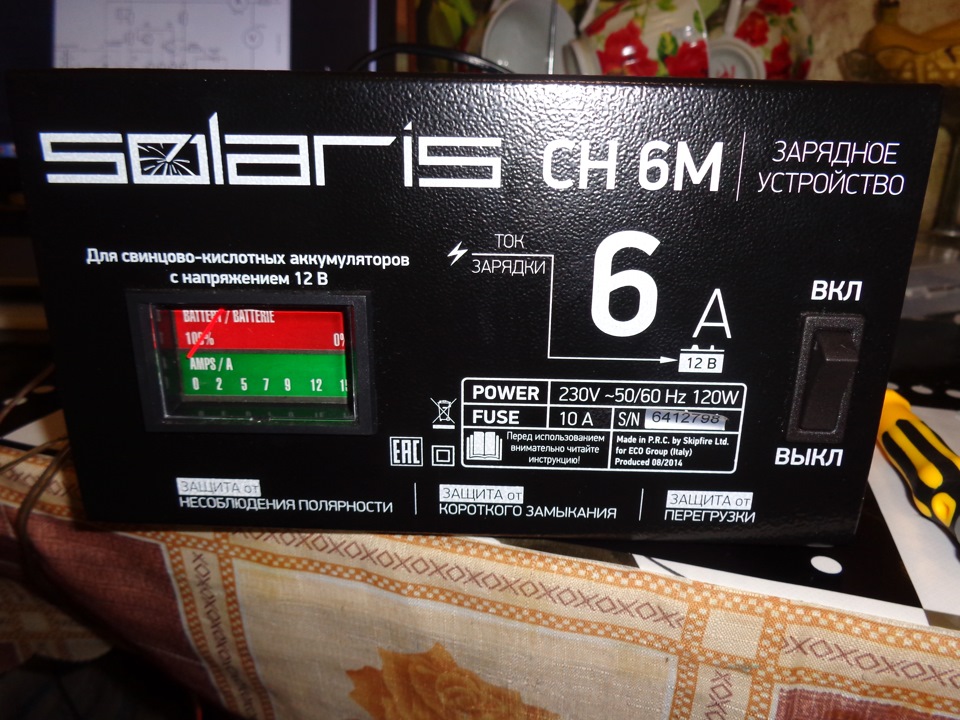 solaris CH 6M
ЗАРЯДНОЕ
УСТРОЙСТВО
Для свинцово-кислотных аккумуляторов
с напряжением 12 В
BATTERY / BATTERIE
100% 0%
AMPS / A
0 2 5 7 9 12
ТОК
ЗАРЯДКИ
6 A
12 В
ВКЛ
ВЫКЛ
POWER 230V ~50/60 Hz 120W
FUSE 10 A S/N 6412798
Перед использованием
внимательно читайте
инструкцию!
Made in P.R.C. by Skipfire Ltd.
for ECO Group (Italy)
Produced 08/2014
EAC
ЗАЩИТА от
НЕСОБЛЮДЕНИЯ ПОЛЯРНОСТИ
ЗАЩИТА от
КОРОТКОГО ЗАМЫКАНИЯ
ЗАЩИТА от
ПЕРЕГРУЗКИ